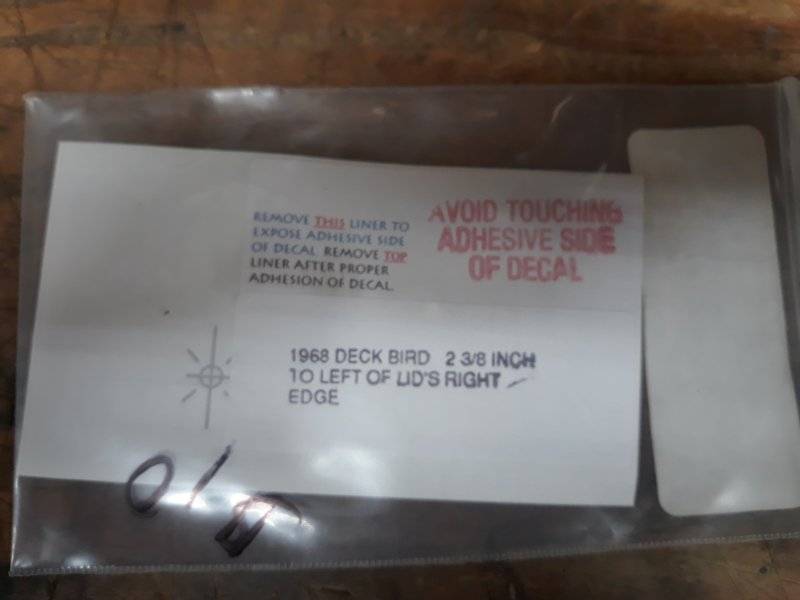 REMOVE THIS LINER TO
EXPOSE ADHESIVE SIDE
OF DECAL REMOVE TOP
LINER AFTER PROPER
ADHESION OF DECAL.
AVOID TOUCHING
ADHESIVE SIDE
OF DECAL
1968 DECK BIRD 2 3/8 INCH
TO LEFT OF LID'S RIGHT
EDGE